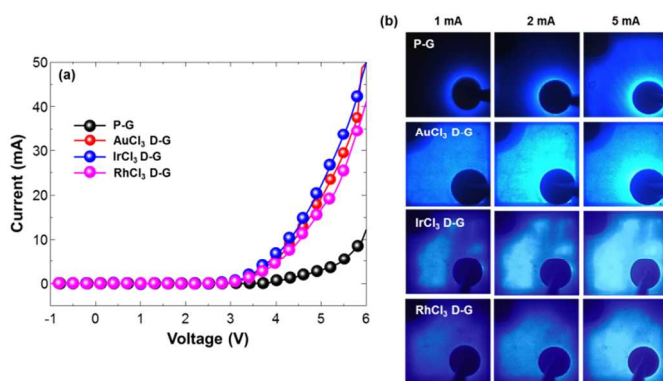 (a)
Current (mA)
50
40
30
20
10
0
P-G
AuCl3 D-G
IrCl3 D-G
RhCl3 D-G
-1 0 1 2 3 4 5 6
Voltage (V)
(b)
1 mA 2 mA 5 mA
P-G
AuCl₃ D-G
IrCl₃ D-G
RhCl₃ D-G